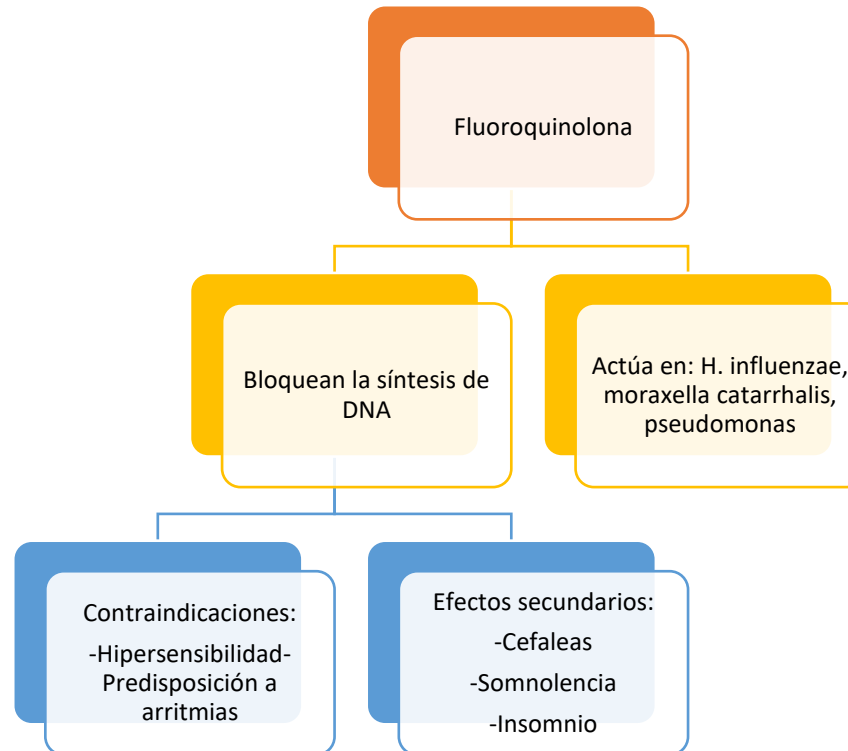 Fluoroquinolona
Bloquean la síntesis de
DNA
Actúa en: H. influenzae,
moraxella catarrhalis,
pseudomonas
Contraindicaciones:
-Hipersensibilidad-
Predisposición a
arritmias
Efectos secundarios:
-Cefaleas
-Somnolencia
-Insomnio